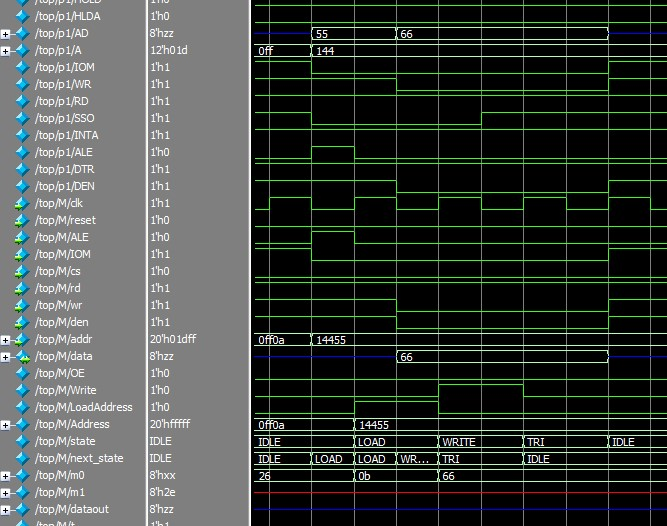 /top/p1/HOLD 1'h0
/top/p1/HLDA 1'h0
/top/p1/AD 8'hzz 55 66
/top/p1/A 12'h01d 0ff 144
/top/p1/IOM 1'h1
/top/p1/WR 1'h1
/top/p1/RD 1'h1
/top/p1/SSO 1'h1
/top/p1/INTA 1'h1
/top/p1/ALE 1'h0
/top/p1/DTR 1'h1
/top/p1/DEN 1'h1
/top/M/clk 1'h1
/top/M/reset 1'h0
/top/M/ALE 1'h0
/top/M/IOM 1'h1
/top/M/cs 1'h0
/top/M/rd 1'h1
/top/M/wr 1'h1
/top/M/den 1'h1
/top/M/addr 20'h01dff 0ff0a 14455
/top/M/data 8'hzz 66
/top/M/OE 1'h0
/top/M/Write 1'h0
/top/M/LoadAddress 1'h0
/top/M/Address 20'hfffff 0ff0a 14455
/top/M/state IDLE IDLE LOAD WRITE TRI IDLE
/top/M/next_state IDLE IDLE LOAD LOAD WR... TRI IDLE
/top/M/m0 8'hxx 26 0b 66
/top/M/m1 8'h2e
/top/M/dataout 8'hzz